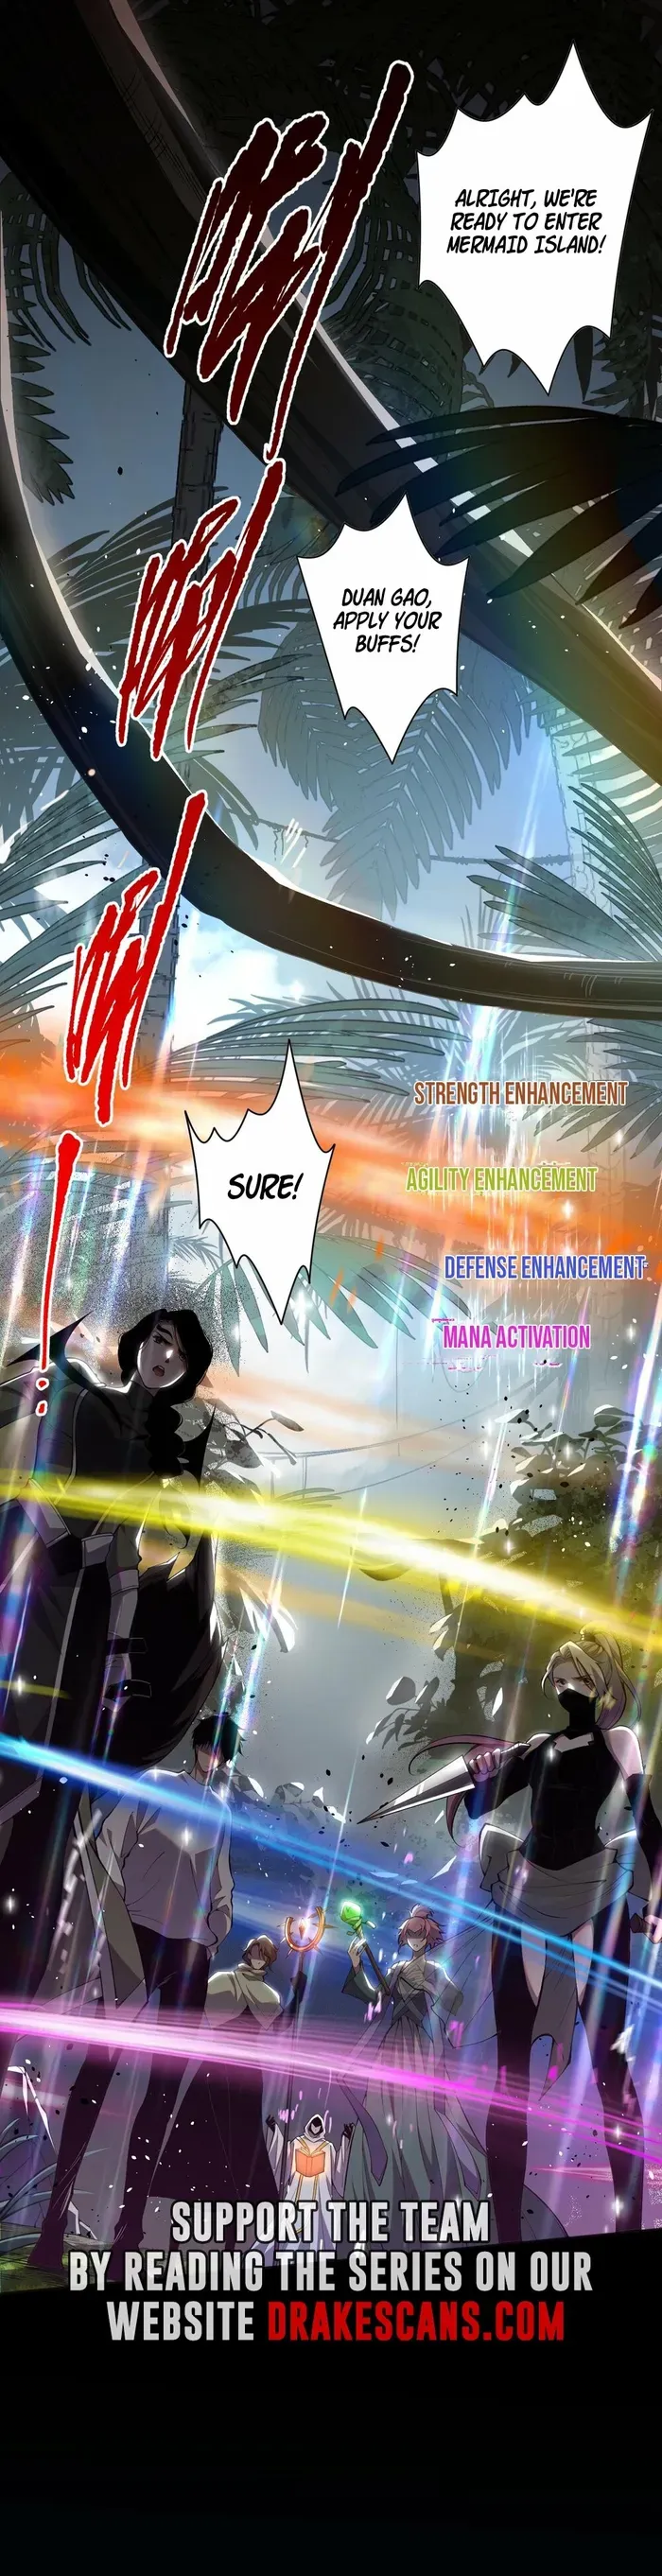 ALRIGHT, WE'RE
READY TO ENTER
MERMAID ISLAND!
DUAN GAO,
APPLY YOUR
BUFFS!
STRENGTH ENHANCEMENT
AGILITY ENHANCEMENT
SURE!
DEFENSE ENHANCEMENT
MANA ACTIVATION
SUPPORT THE TEAM
BY READING THE SERIES ON OUR
WEBSITE DRAKESCANS.COM